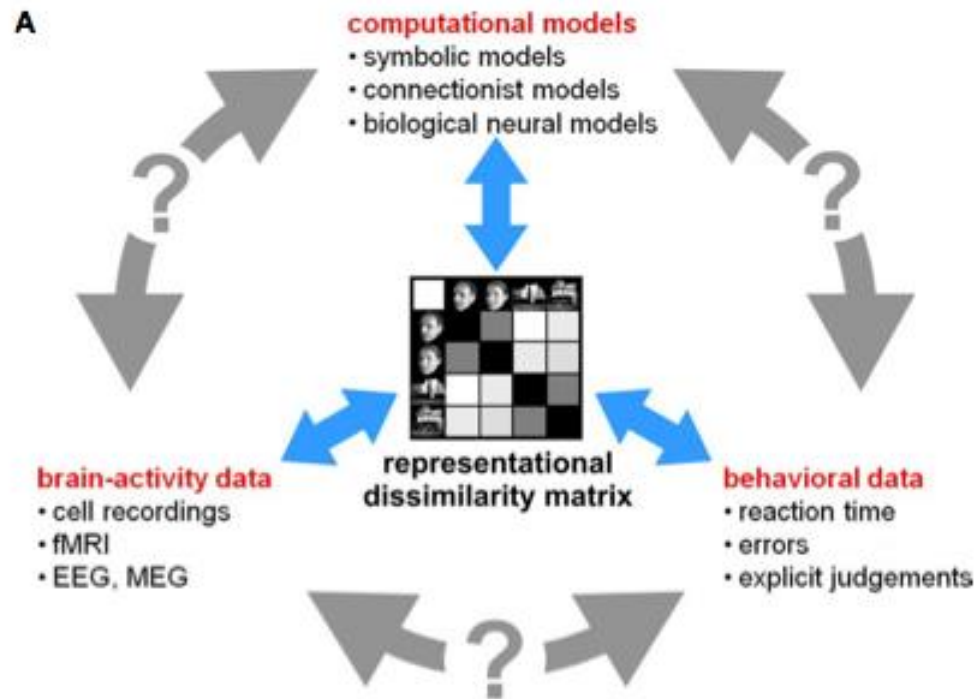 A
computational models
• symbolic models
• connectionist models
• biological neural models
?
?
representational
dissimilarity matrix
brain-activity data
• cell recordings
• fMRI
• EEG, MEG
behavioral data
• reaction time
• errors
• explicit judgements
?